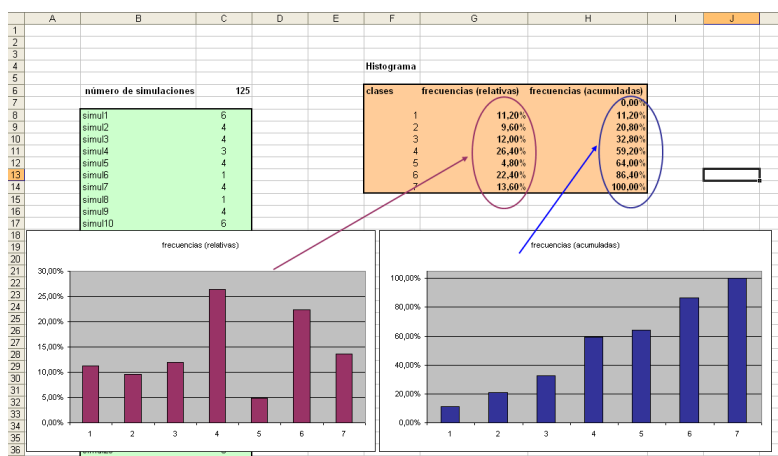 A B C D E F G H I J
1
2
3
4 Histograma
5
6 número de simulaciones 125 clases frecuencias (relativas) frecuencias (acumuladas)
7 0,00%
8 simul1 6 1 11,20% 11,20%
9 simul2 4 2 9,60% 20,80%
10 simul3 4 3 12,00% 32,80%
11 simul4 3 4 26,40% 59,20%
12 simul5 4 5 4,80% 64,00%
13 simul6 1 6 22,40% 86,40%
14 simul7 4 7 13,60% 100,00%
15 simul8 1
16 simul9 4
17 simul10 6
18
19
20
21
22
23
24
25
26
27
28
29
30
31
32
33
34
35
36
frecuencias (relativas)
30,00%
25,00%
20,00%
15,00%
10,00%
5,00%
0,00%
1 2 3 4 5 6 7
frecuencias (acumuladas)
100,00%
80,00%
60,00%
40,00%
20,00%
0,00%
1 2 3 4 5 6 7